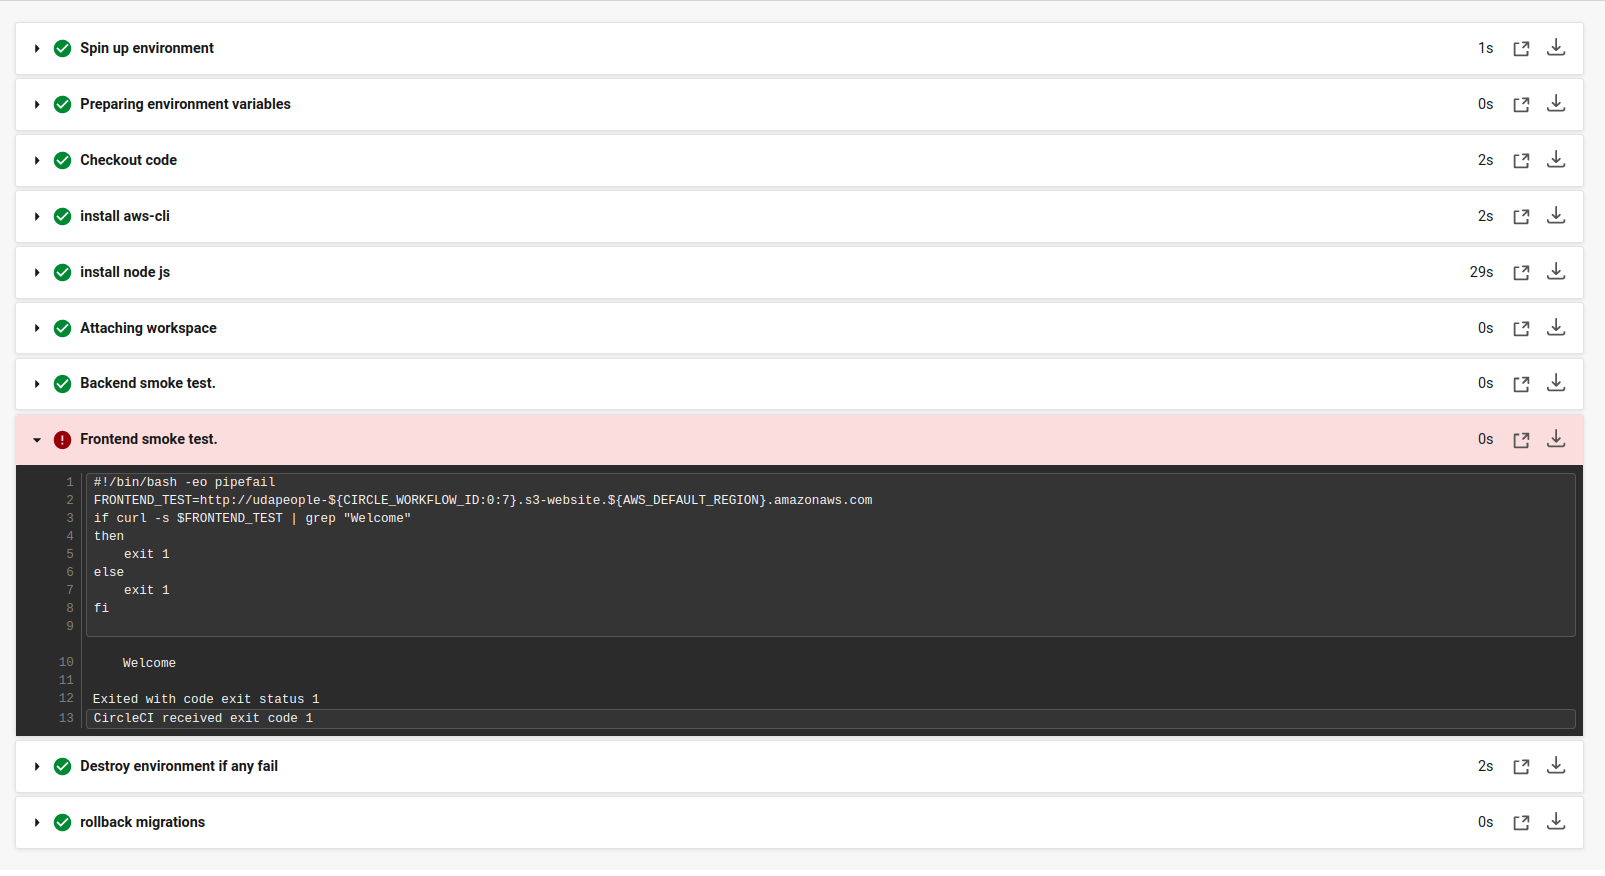 Spin up environment 1s
Preparing environment variables 0s
Checkout code 2s
install aws-cli 2s
install node js 29s
Attaching workspace 0s
Backend smoke test. 0s
Frontend smoke test. 0s
1 #!/bin/bash -eo pipefail
2 FRONTEND_TEST=http://udapeople-${CIRCLE_WORKFLOW_ID:0:7}.s3-website.${AWS_DEFAULT_REGION}.amazonaws.com
3 if curl -s $FRONTEND_TEST | grep "Welcome"
4 then
5     exit 1
6 else
7     exit 1
8 fi
9
10     Welcome
11
12 Exited with code exit status 1
13 CircleCI received exit code 1
Destroy environment if any fail 2s
rollback migrations 0s